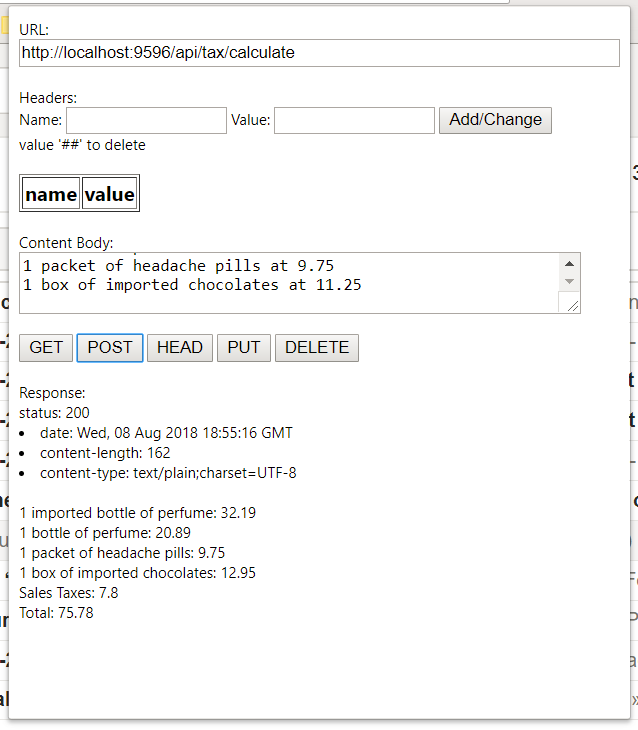 URL:
http://localhost:9596/api/tax/calculate
Headers:
Name: Value: Add/Change
value '##' to delete
name value
Content Body:
1 packet of headache pills at 9.75
1 box of imported chocolates at 11.25
GET POST HEAD PUT DELETE
Response:
status: 200
• date: Wed, 08 Aug 2018 18:55:16 GMT
• content-length: 162
• content-type: text/plain;charset=UTF-8
1 imported bottle of perfume: 32.19
1 bottle of perfume: 20.89
1 packet of headache pills: 9.75
1 box of imported chocolates: 12.95
Sales Taxes: 7.8
Total: 75.78